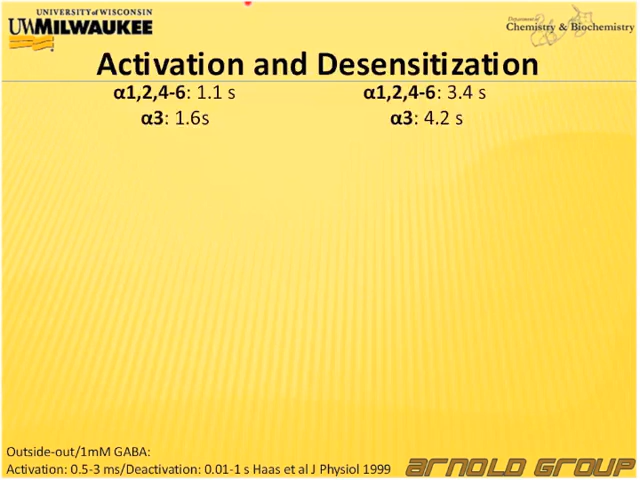 UNIVERSITY of WISCONSIN
UWMILWAUKEE
Department of
Chemistry & Biochemistry
Activation and Desensitization
α1,2,4-6: 1.1 s
α3: 1.6s
α1,2,4-6: 3.4 s
α3: 4.2 s
Outside-out/1mM GABA:
Activation: 0.5-3 ms/Deactivation: 0.01-1 s Haas et al J Physiol 1999
ARNOLD GROUP